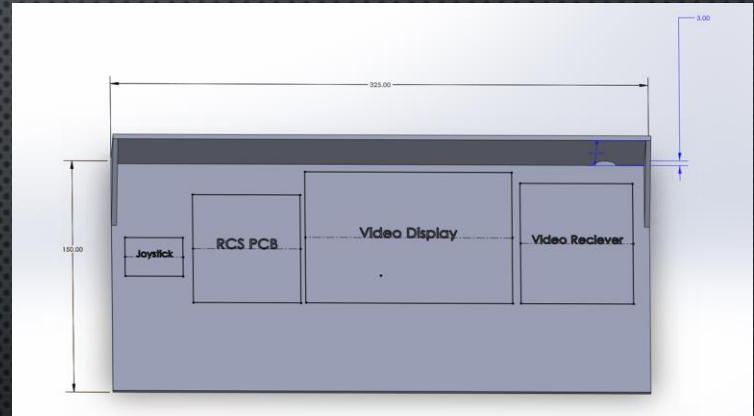 3.00
325.00
150.00
Joystick
RCS PCB
Video Display
Video Reciever